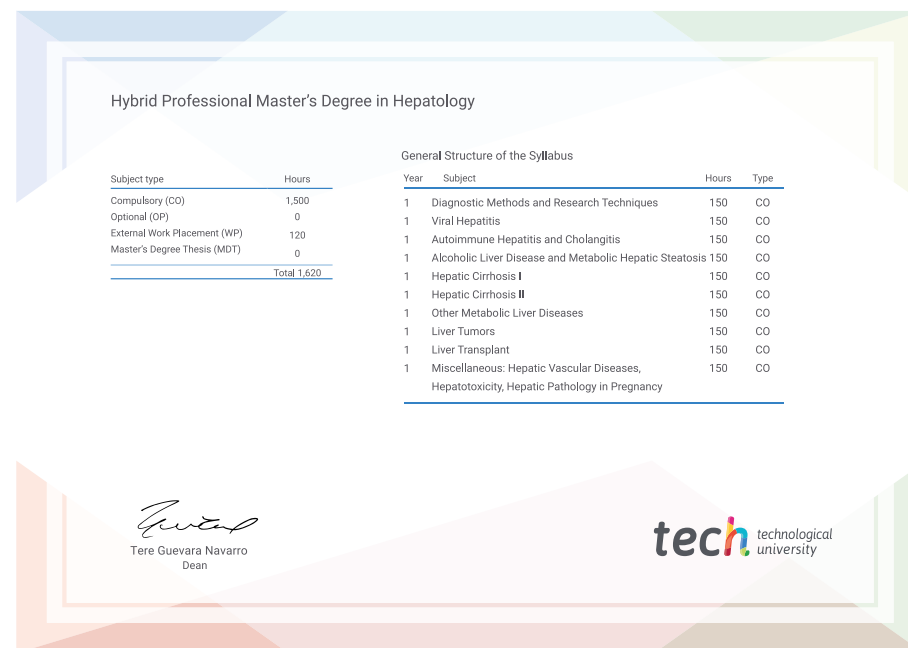 Hybrid Professional Master's Degree in Hepatology
Subject type Hours
Compulsory (CO) 1,500
Optional (OP) 0
External Work Placement (WP) 120
Master's Degree Thesis (MDT) 0
Total 1,620
General Structure of the Syllabus
Year Subject Hours Type
1 Diagnostic Methods and Research Techniques 150 CO
1 Viral Hepatitis 150 CO
1 Autoimmune Hepatitis and Cholangitis 150 CO
1 Alcoholic Liver Disease and Metabolic Hepatic Steatosis 150 CO
1 Hepatic Cirrhosis I 150 CO
1 Hepatic Cirrhosis II 150 CO
1 Other Metabolic Liver Diseases 150 CO
1 Liver Tumors 150 CO
1 Liver Transplant 150 CO
1 Miscellaneous: Hepatic Vascular Diseases, 150 CO
Hepatotoxicity, Hepatic Pathology in Pregnancy
Tere Guevara Navarro
Dean
tech technological
university